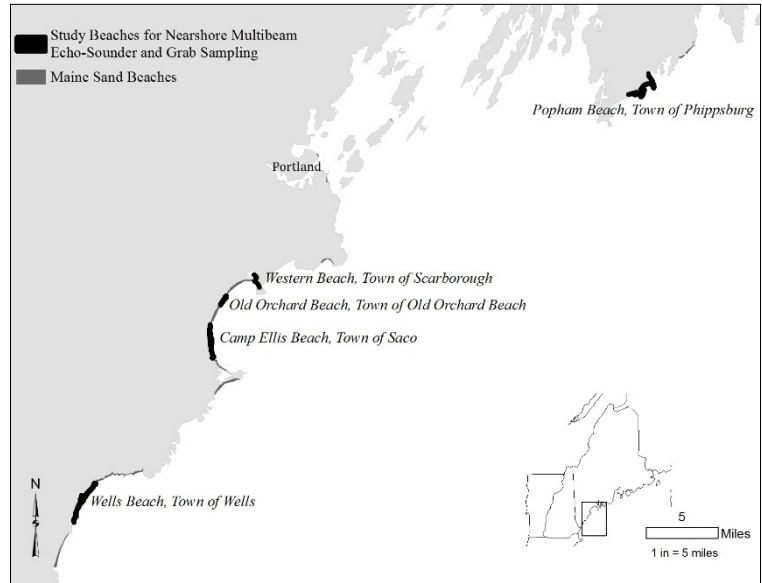 Study Beaches for Nearshore Multibeam
Echo-Sounder and Grab Sampling
Maine Sand Beaches
Popham Beach, Town of Phippsburg
Portland
Western Beach, Town of Scarborough
Old Orchard Beach, Town of Old Orchard Beach
Camp Ellis Beach, Town of Saco
Wells Beach, Town of Wells
N
5
Miles
1 in = 5 miles